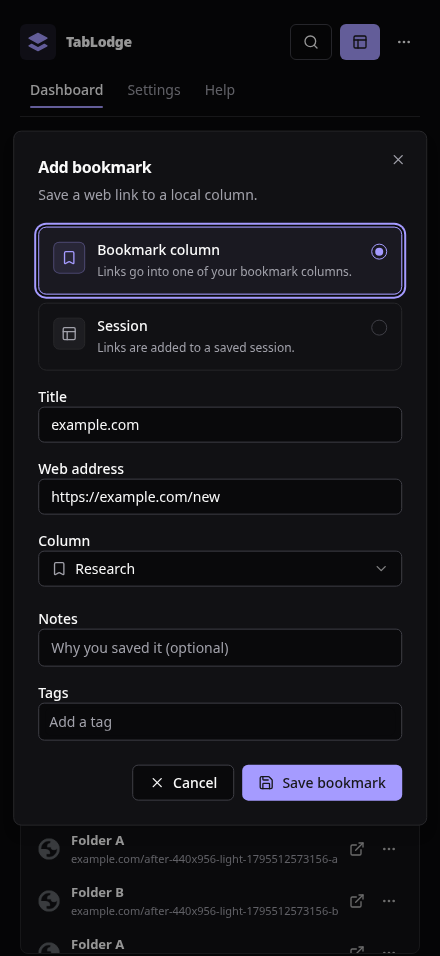 TabLodge
Dashboard
Settings
Help
Add bookmark
Save a web link to a local column.
Bookmark column
Links go into one of your bookmark columns.
Session
Links are added to a saved session.
Title
example.com
Web address
https://example.com/new
Column
Research
Notes
Why you saved it (optional)
Tags
Add a tag
Cancel
Save bookmark
Folder A
example.com/after-440x956-light-1795512573156-a
Folder B
example.com/after-440x956-light-1795512573156-b
Folder A